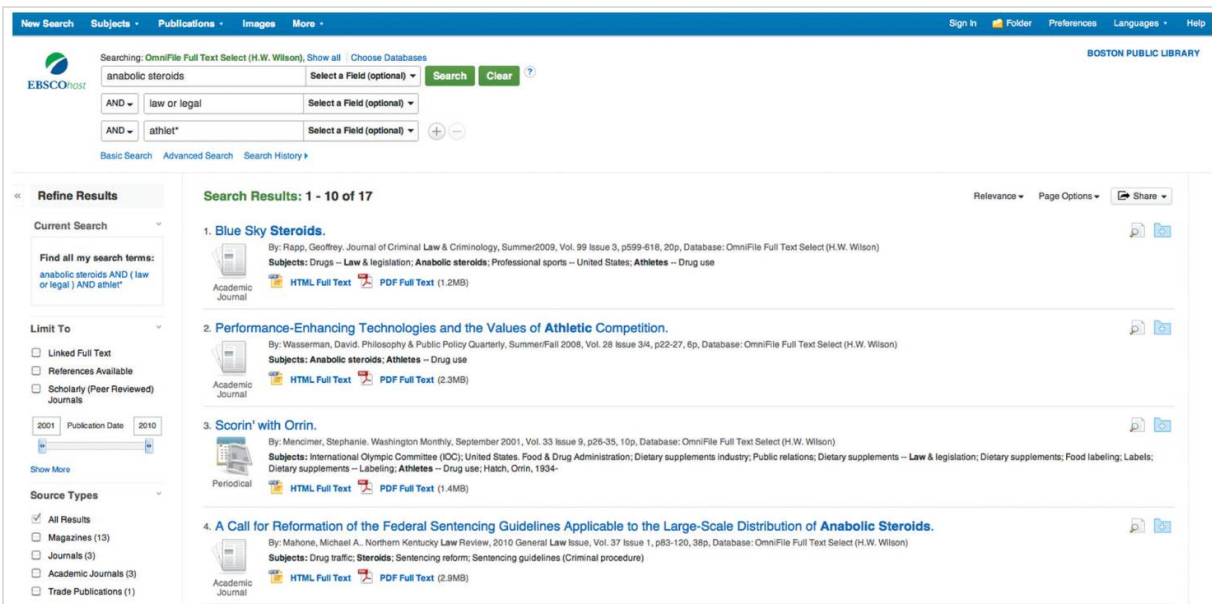 New Search Subjects Publications Images More Sign In Folder Preferences Languages Help
Searching: OmniFile Full Text Select (H.W. Wilson), Show all | Choose Databases
BOSTON PUBLIC LIBRARY
EBSCOhost
anabolic steroids Select a Field (optional) Search Clear ?
AND law or legal Select a Field (optional)
AND athlet* Select a Field (optional)
Basic Search Advanced Search Search History
« Refine Results
Current Search
Find all my search terms:
anabolic steroids AND ( law
or legal ) AND athlet*
Limit To
Linked Full Text
References Available
Scholarly (Peer Reviewed)
Journals
2001 Publication Date 2010
Show More
Source Types
All Results
Magazines (13)
Journals (3)
Academic Journals (3)
Trade Publications (1)
Search Results: 1 - 10 of 17
Relevance Page Options Share
1. Blue Sky Steroids.
By: Rapp, Geoffrey. Journal of Criminal Law & Criminology, Summer2009, Vol. 99 Issue 3, p599-618, 20p, Database: OmniFile Full Text Select (H.W. Wilson)
Subjects: Drugs -- Law & legislation; Anabolic steroids; Professional sports -- United States; Athletes -- Drug use
Academic
Journal
HTML Full Text PDF Full Text (1.2MB)
2. Performance-Enhancing Technologies and the Values of Athletic Competition.
By: Wasserman, David. Philosophy & Public Policy Quarterly, Summer/Fall 2008, Vol. 28 Issue 3/4, p22-27, 6p, Database: OmniFile Full Text Select (H.W. Wilson)
Subjects: Anabolic steroids; Athletes -- Drug use
Academic
Journal
HTML Full Text PDF Full Text (2.3MB)
3. Scorin' with Orrin.
By: Mencimer, Stephanie. Washington Monthly, September 2001, Vol. 33 Issue 9, p26-35, 10p, Database: OmniFile Full Text Select (H.W. Wilson)
Subjects: International Olympic Committee (IOC); United States. Food & Drug Administration; Dietary supplements industry; Public relations; Dietary supplements -- Law & legislation; Dietary supplements; Food labeling; Labels;
Dietary supplements -- Labeling; Athletes -- Drug use; Hatch, Orrin, 1934-
Periodical
HTML Full Text PDF Full Text (1.4MB)
4. A Call for Reformation of the Federal Sentencing Guidelines Applicable to the Large-Scale Distribution of Anabolic Steroids.
By: Mahone, Michael A.. Northern Kentucky Law Review, 2010 General Law Issue, Vol. 37 Issue 1, p83-120, 38p, Database: OmniFile Full Text Select (H.W. Wilson)
Subjects: Drug traffic; Steroids; Sentencing reform; Sentencing guidelines (Criminal procedure)
Academic
Journal
HTML Full Text PDF Full Text (2.9MB)